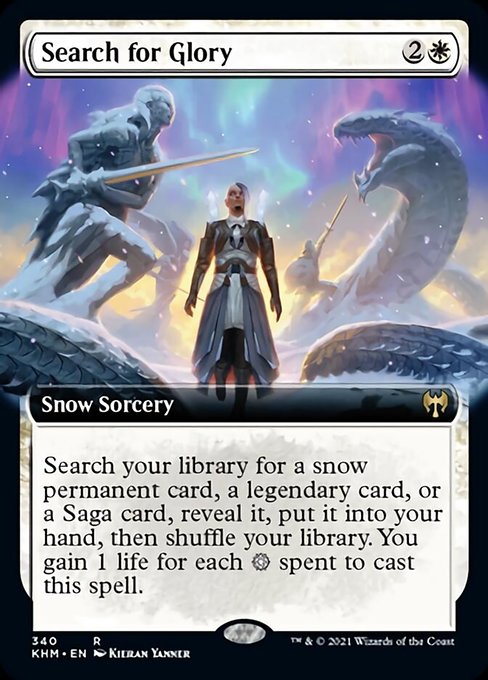 Search for Glory 2
Snow Sorcery
Search your library for a snow
permanent card, a legendary card, or
a Saga card, reveal it, put it into your
hand, then shuffle your library. You
gain 1 life for each spent to cast
this spell.
340 R
KHM • EN Kieran Yanner
™ & © 2021 Wizards of the Coast